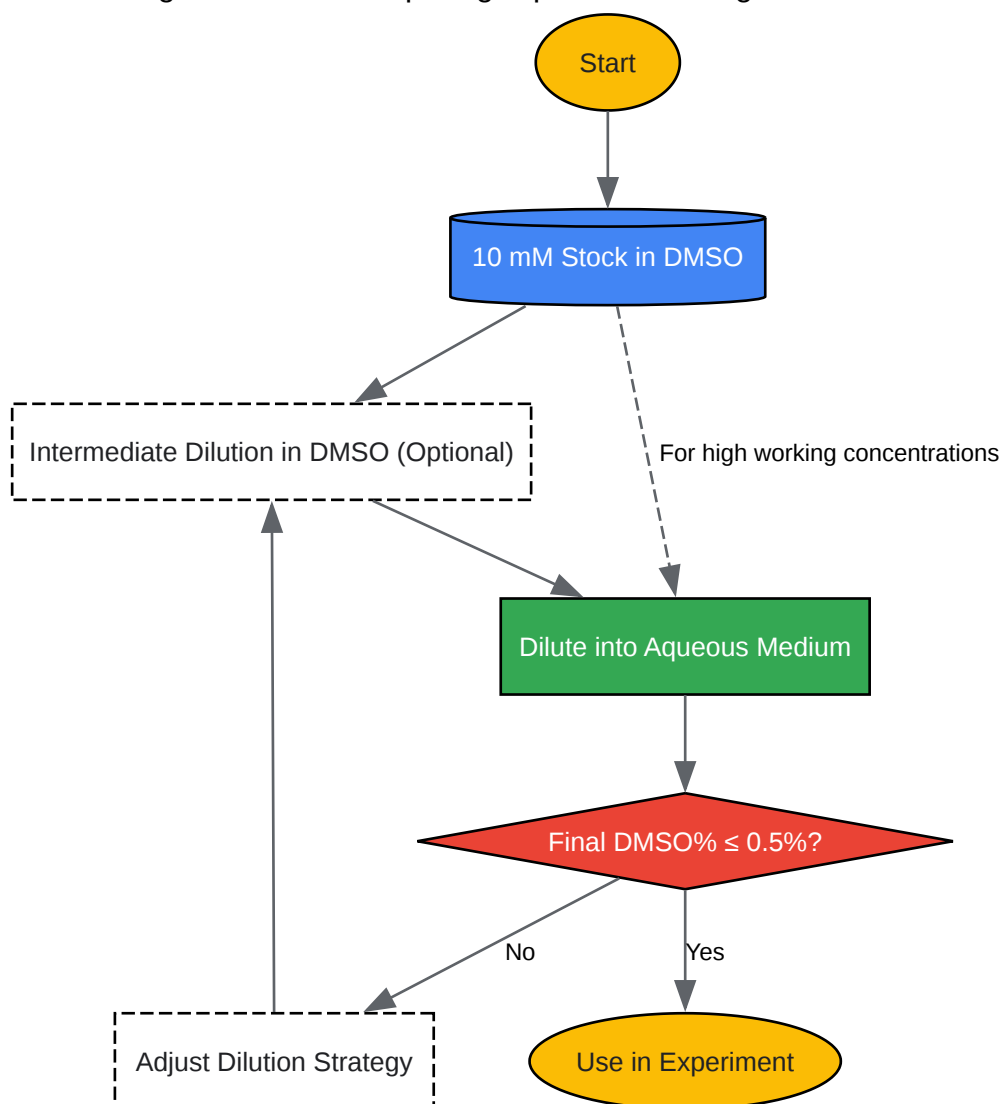 Start
10 mM Stock in DMSO
Intermediate Dilution in DMSO (Optional)
For high working concentrations
Dilute into Aqueous Medium
Final DMSO% ≤ 0.5%?
No
Yes
Adjust Dilution Strategy
Use in Experiment